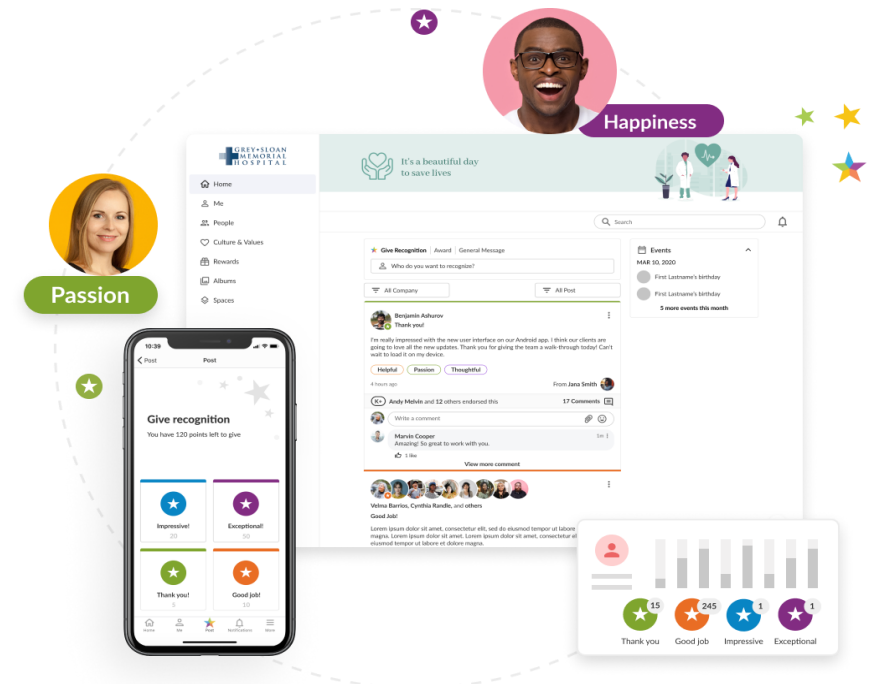 Happiness
Passion
GREY+SLOAN
MEMORIAL
HOSPITAL
It's a beautiful day
to save lives
Home
Me
People
Culture & Values
Rewards
Albums
Spaces
Search
Give Recognition | Award | General Message
Who do you want to recognize?
All Company
All Post
Events
MAR 10, 2020
First Lastname's birthday
First Lastname's birthday
5 more events this month
Benjamin Ashurov
Thank you!
I'm really impressed with the new user interface on our Android app. I think our clients are
going to love all the new updates. Thank you for giving the team a walk-through today! Can't
wait to load it on my device.
Helpful
Passion
Thoughtful
4 hours ago
From Jana Smith
K+
Andy Melvin and 12 others endorsed this
17 Comments
Write a comment
Marvin Cooper
1m
Amazing! So great to work with you.
1 like
View more comment
Velma Barrios, Cynthia Randle, and others
Good Job!
Lorem ipsum dolor sit amet, consectetur elit, sed do eiusmod tempor ut labore
magna. Lorem ipsum dolor sit amet, consectetur
eiusmod tempor ut labore et dolore magna.
10:39
Post
Post
Give recognition
You have 120 points left to give
Impressive!
20
Exceptional!
50
Thank you!
5
Good job!
10
Home
Me
Post
Notifications
More
15
245
1
1
Thank you
Good job
Impressive
Exceptional